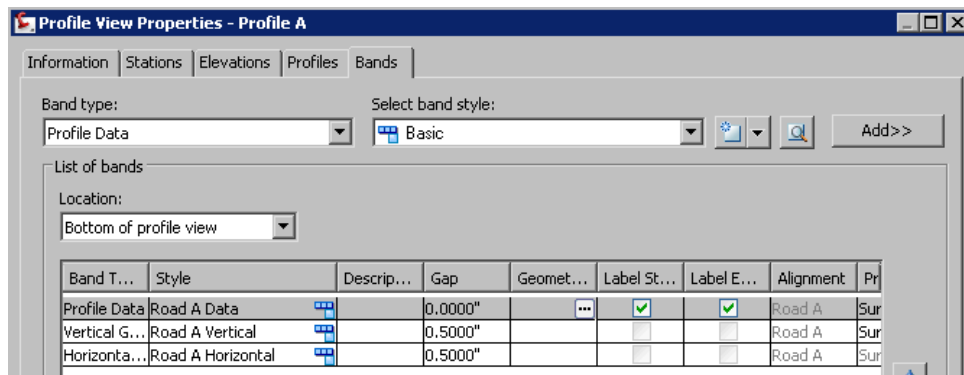 Profile View Properties - Profile A
Information Stations Elevations Profiles Bands
Band type: Select band style:
Profile Data Basic Add>>
List of bands
Location:
Bottom of profile view
Band T... Style Descrip... Gap Geomet... Label St... Label E... Alignment Pr
Profile Data Road A Data 0.0000" ... Road A Sur
Vertical G... Road A Vertical 0.5000" Road A Sur
Horizonta... Road A Horizontal 0.5000" Road A Sur